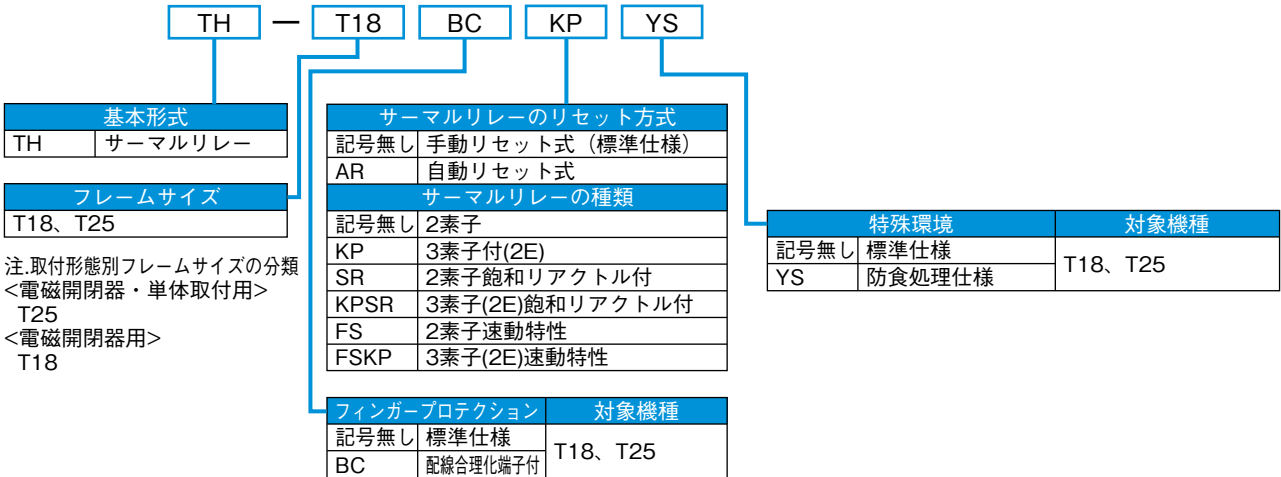 TH — T18 BC KP YS
基本形式
TH サーマルリレー
フレームサイズ
T18、T25
注.取付形態別フレームサイズの分類
<電磁開閉器・単体取付用>
T25
<電磁開閉器用>
T18
サーマルリレーのリセット方式
記号無し 手動リセット式（標準仕様）
AR 自動リセット式
サーマルリレーの種類
記号無し 2素子
KP 3素子付(2E)
SR 2素子飽和リアクトル付
KPSR 3素子(2E)飽和リアクトル付
FS 2素子速動特性
FSKP 3素子(2E)速動特性
フィンガープロテクション 対象機種
記号無し 標準仕様 T18、T25
BC 配線合理化端子付
特殊環境 対象機種
記号無し 標準仕様 T18、T25
YS 防食処理仕様